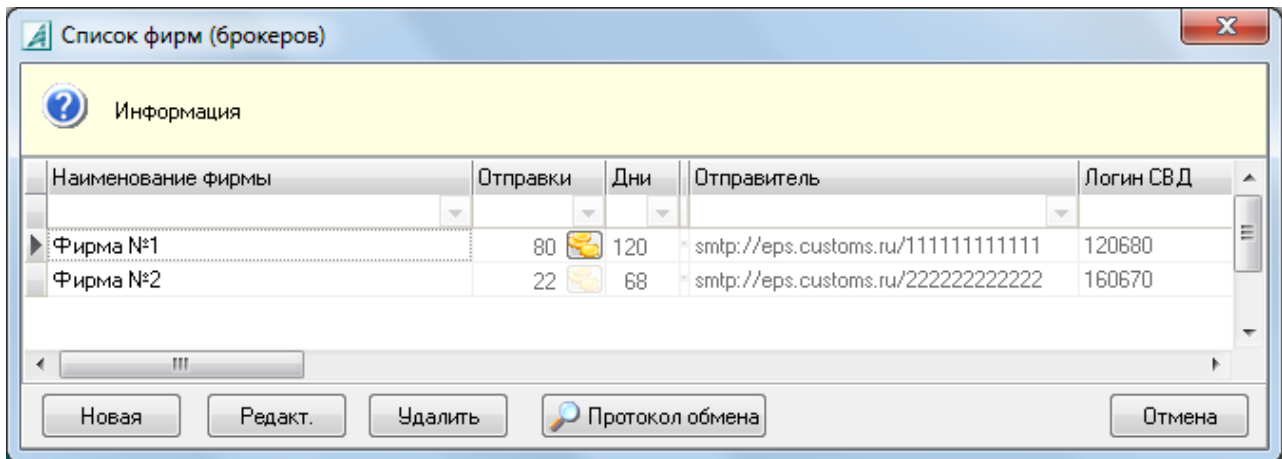 Список фирм (брокеров)
Информация
Наименование фирмы Отправки Дни Отправитель Логин СВД
Фирма №1 80 120 smtp://eps.customs.ru/111111111111 120680
Фирма №2 22 68 smtp://eps.customs.ru/222222222222 160670
Новая Редакт. Удалить Протокол обмена Отмена